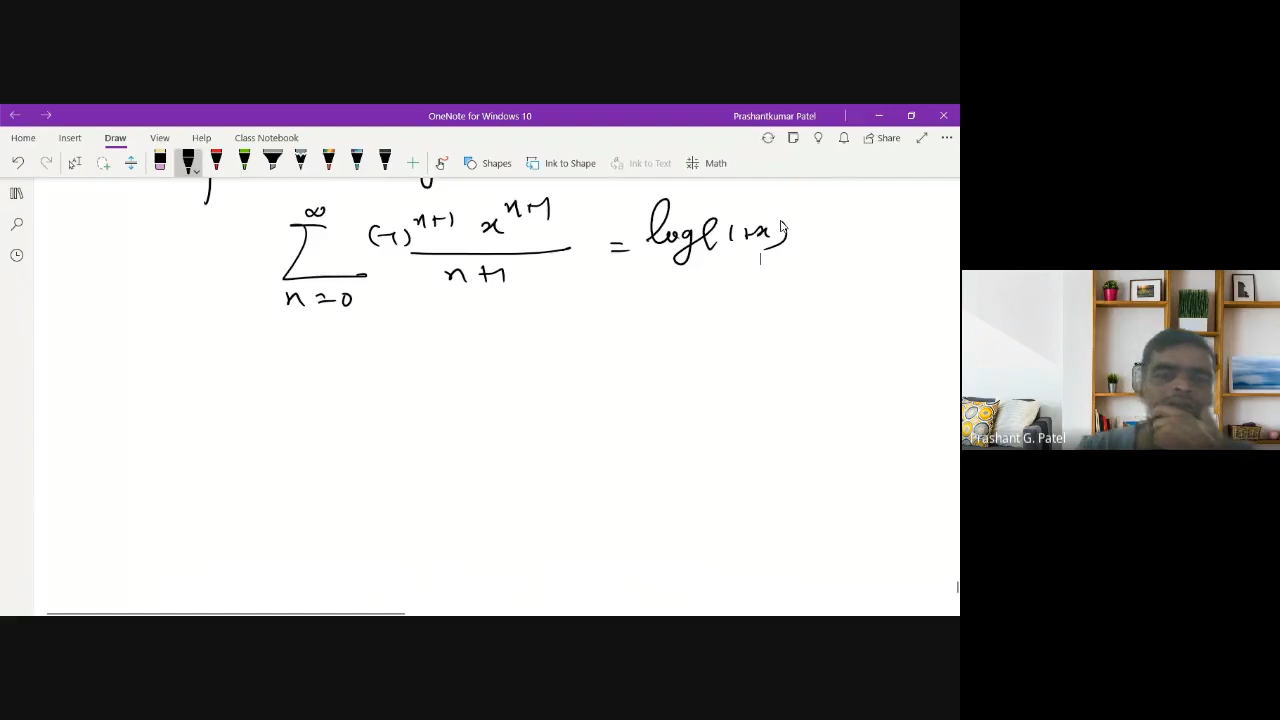 OneNote for Windows 10
Prashantkumar Patel
Home Insert Draw View Help Class Notebook
Share
Shapes Ink to Shape Ink to Text Math
∞
∑ (-1)^{n+1} x^{n+1} / n+1 = log_e (1+x)
n=0
Prashant G. Patel